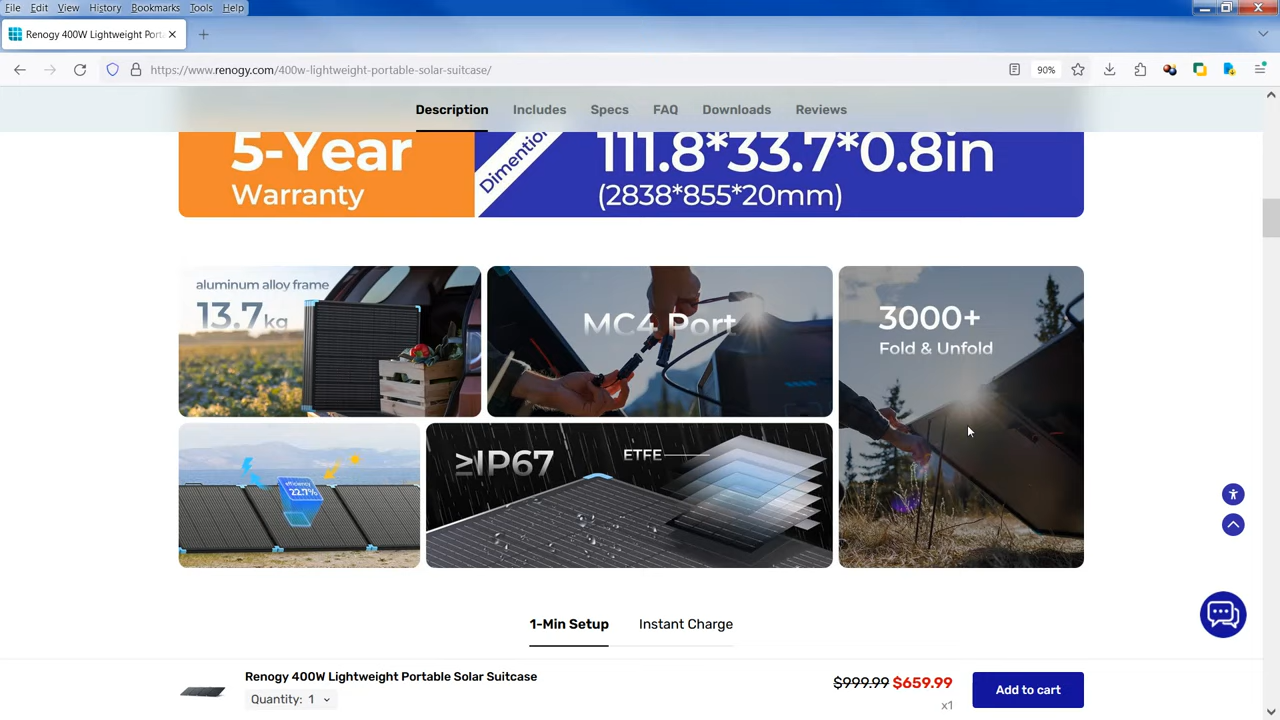 File Edit View History Bookmarks Tools Help
Renogy 400W Lightweight Port
https://www.renogy.com/400w-lightweight-portable-solar-suitcase/
90%
Description Includes Specs FAQ Downloads Reviews
5-Year
Warranty
Dimention
111.8*33.7*0.8in
(2838*855*20mm)
aluminum alloy frame
13.7kg
MC4 Port
3000+
Fold & Unfold
efficiency
22.7%
≥IP67
ETFE
1-Min Setup Instant Charge
Renogy 400W Lightweight Portable Solar Suitcase
Quantity: 1
$999.99 $659.99
x1
Add to cart